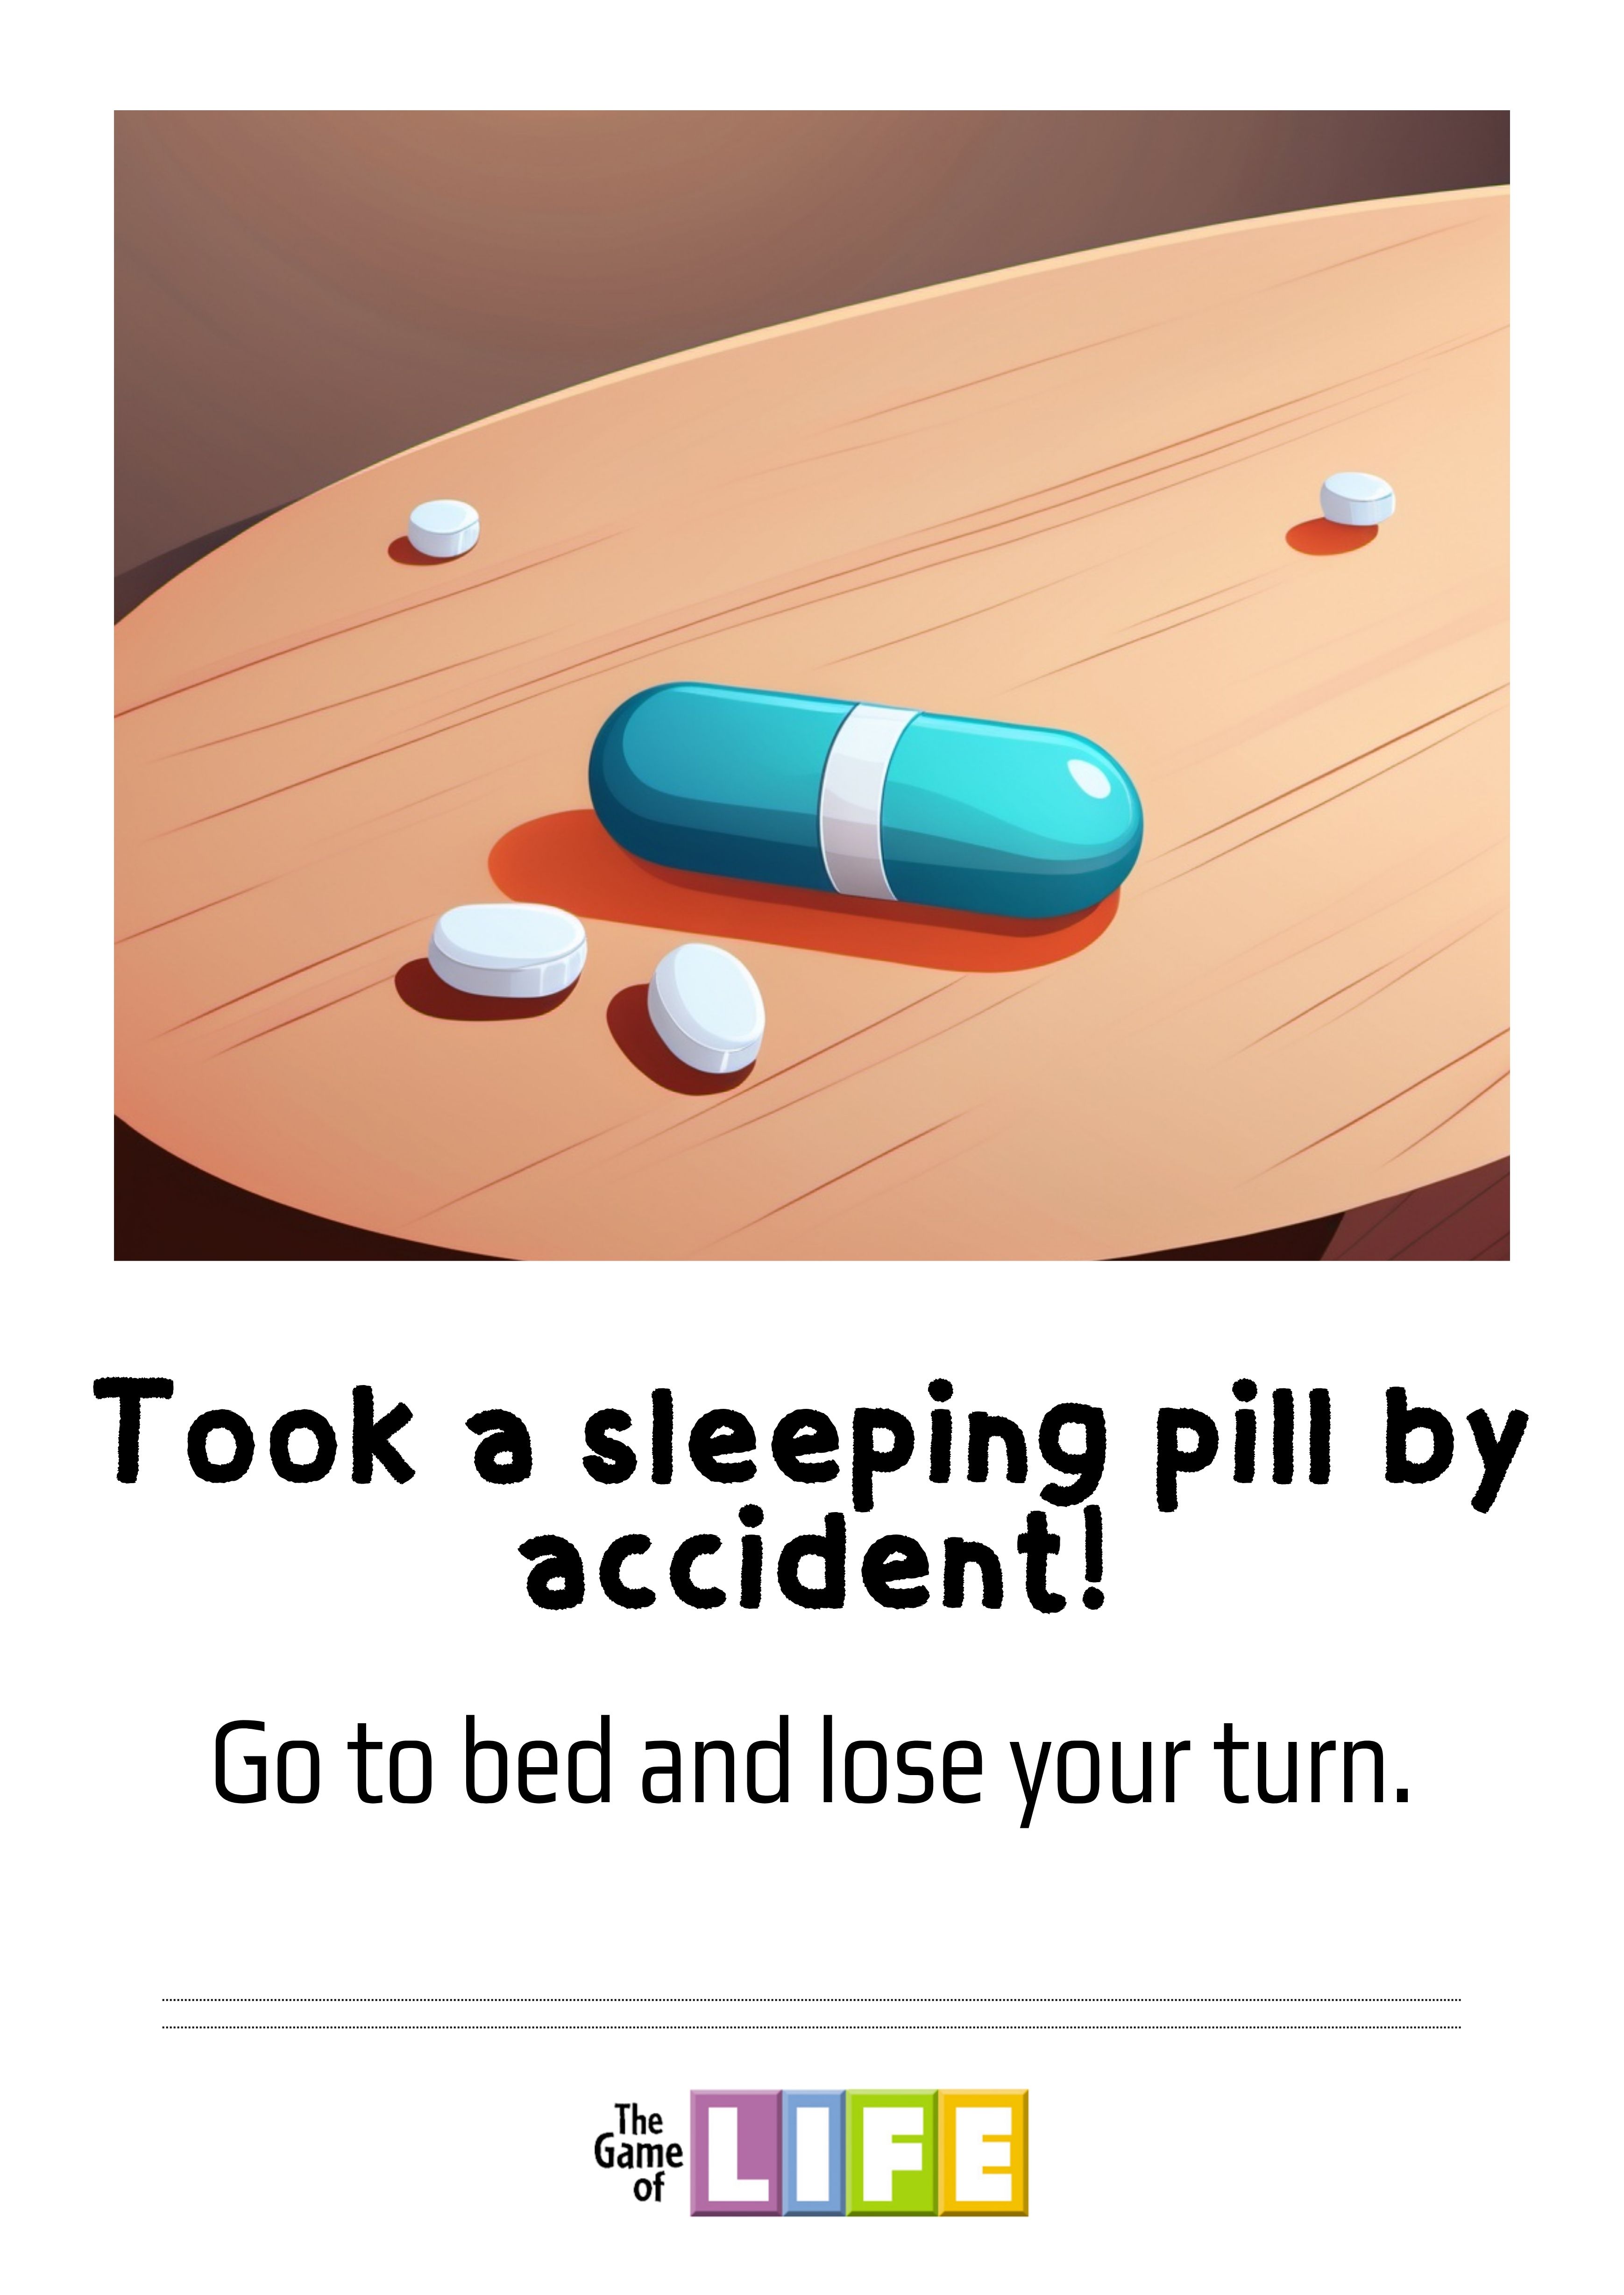 Took a sleeping pill by
accident!
Go to bed and lose your turn.
The
Game
of
LIFE